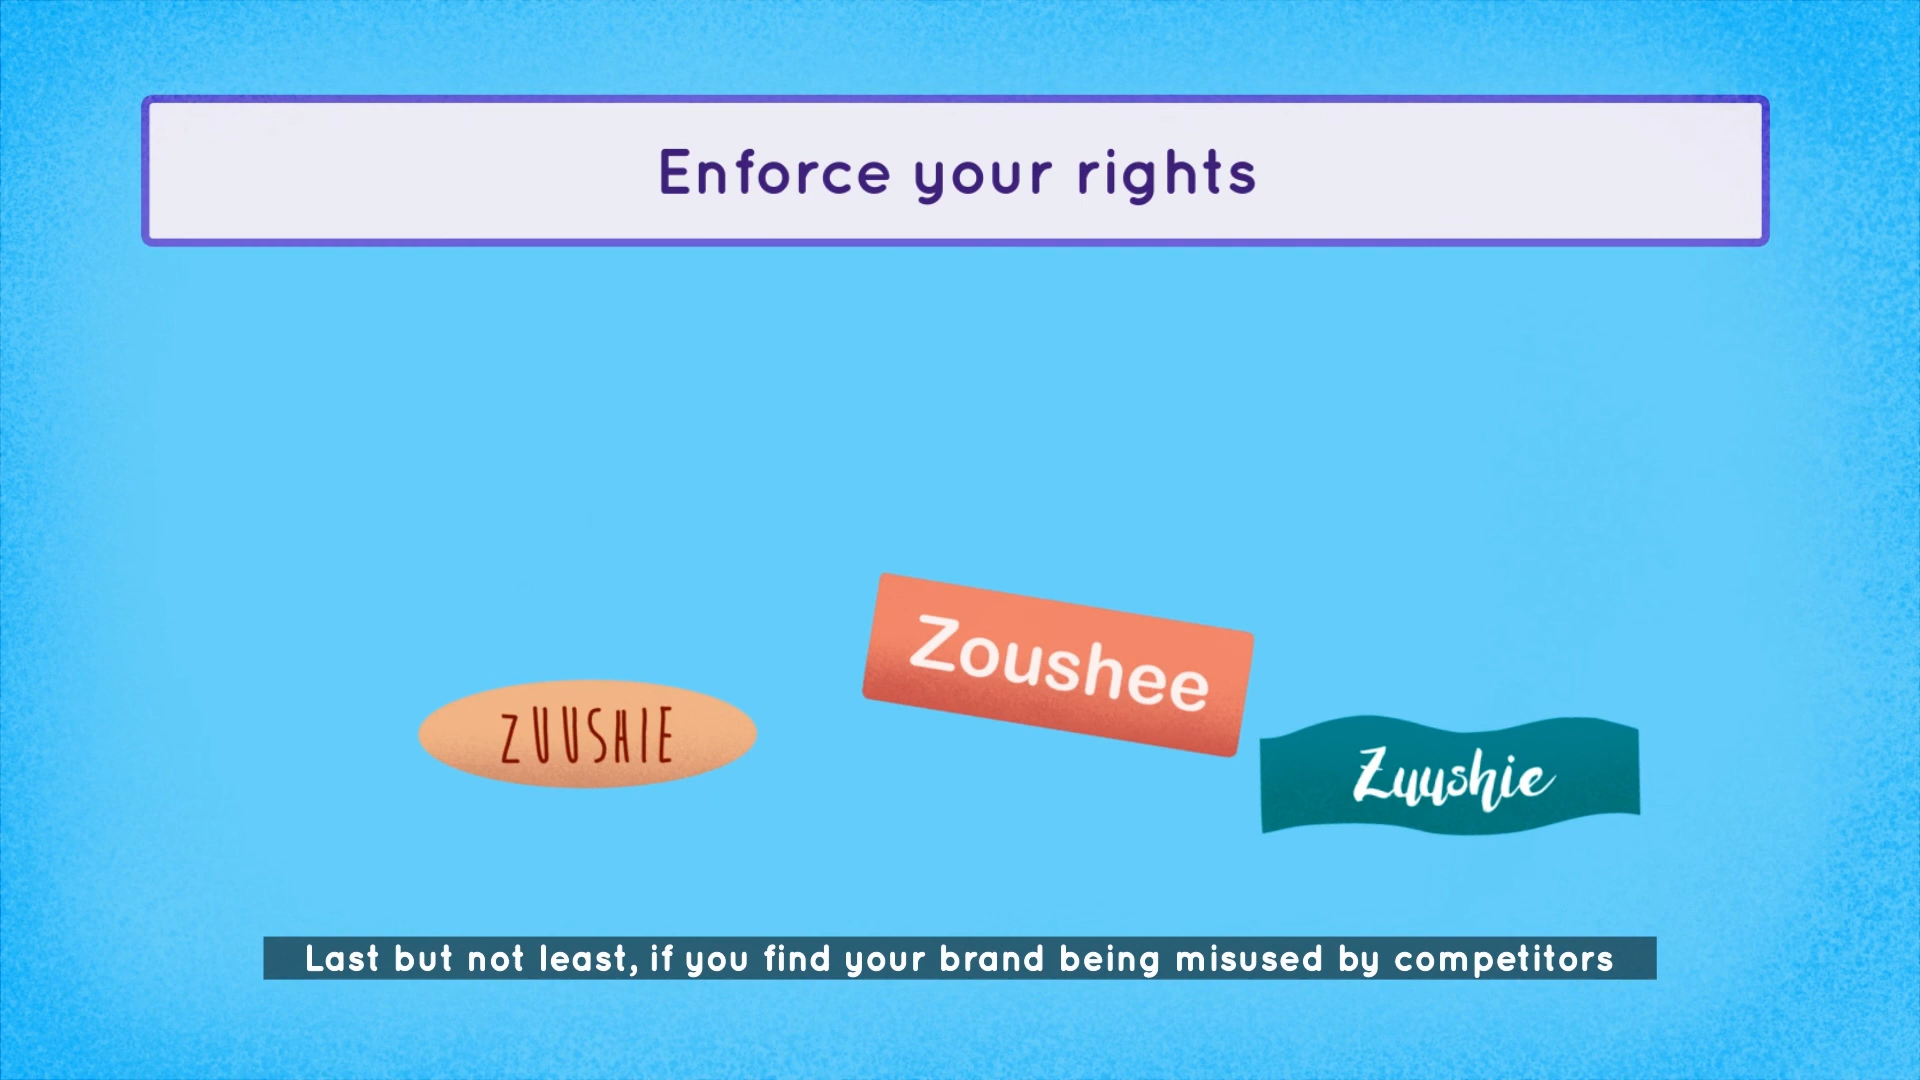 Enforce your rights
Zoushee
ZUUSHIE
Zuushie
Last but not least, if you find your brand being misused by competitors